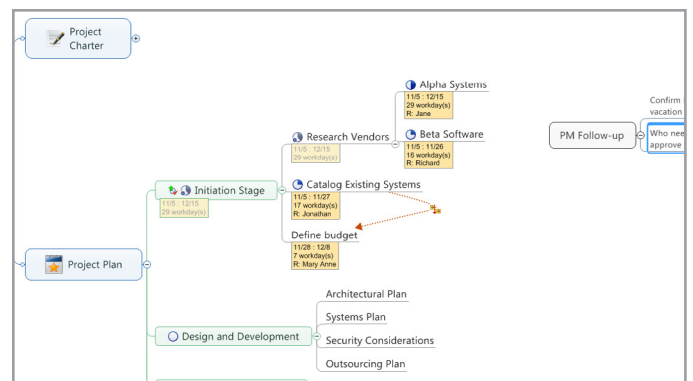 Project
Charter
Alpha Systems
11/5 : 12/15
29 workday(s)
R: Jane
Research Vendors
11/5 : 12/15
29 workday(s)
Beta Software
11/5 : 11/26
16 workday(s)
R: Richard
Confirm
vacation
PM Follow-up
Who nee
approve
Initiation Stage
11/5 : 12/15
29 workday(s)
Catalog Existing Systems
11/5 : 11/27
17 workday(s)
R: Jonathan
Define budget
11/28 : 12/8
7 workday(s)
R: Mary Anne
Project Plan
Architectural Plan
Systems Plan
Design and Development
Security Considerations
Outsourcing Plan